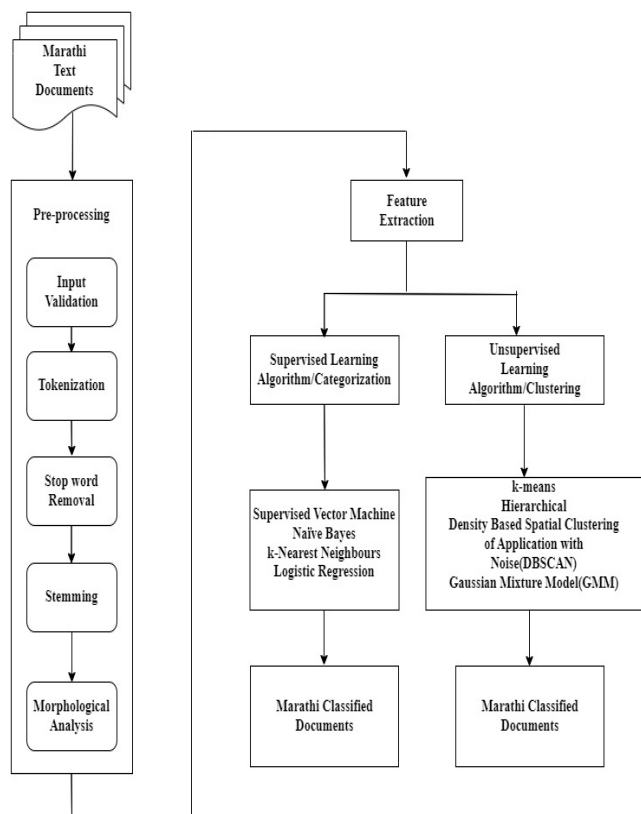 Marathi
Text
Documents
Pre-processing
Input
Validation
Tokenization
Stop word
Removal
Stemming
Morphological
Analysis
Feature
Extraction
Supervised Learning
Algorithm/Categorization
Supervised Vector Machine
Naïve Bayes
k-Nearest Neighbours
Logistic Regression
Marathi Classified
Documents
Unsupervised
Learning
Algorithm/Clustering
k-means
Hierarchical
Density Based Spatial Clustering
of Application with
Noise(DBSCAN)
Gaussian Mixture Model(GMM)
Marathi Classified
Documents